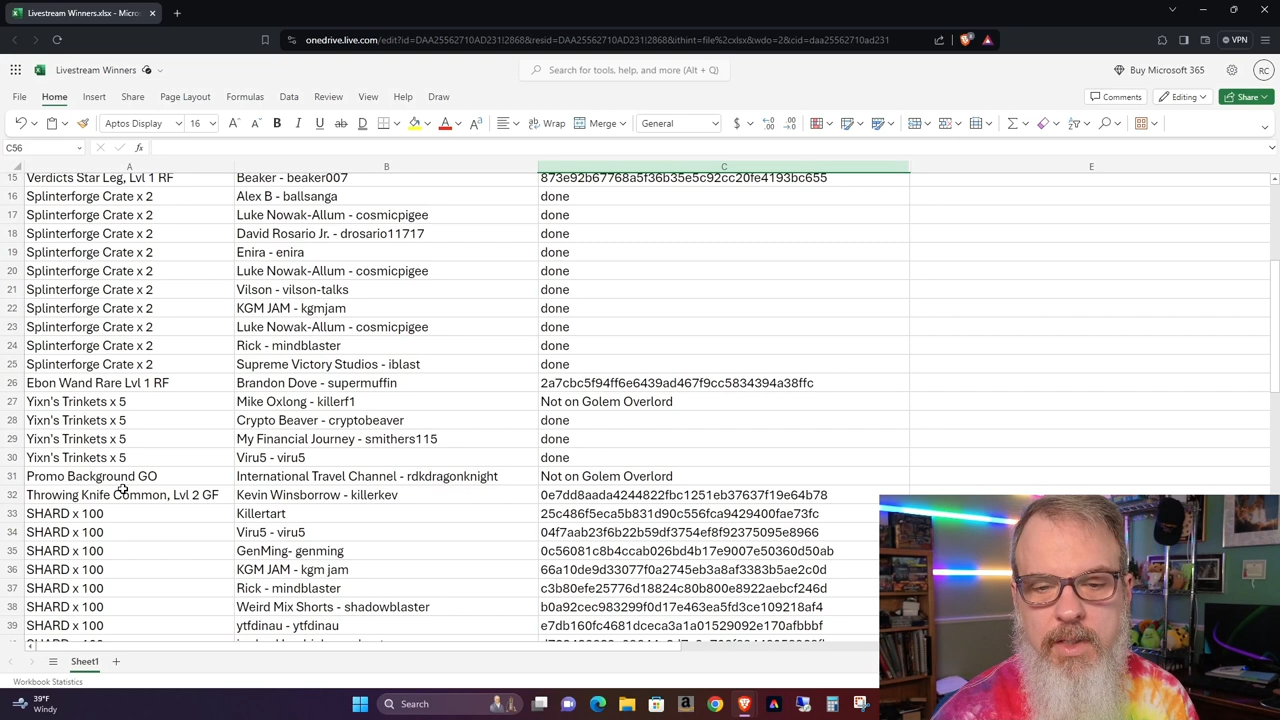 Livestream Winners.xlsx - Micro
onedrive.live.com/edit?id=DAA25562710AD231!2868&resid=DAA25562710AD231!2868&ithint=file%2cxlsx&wdo=2&cid=daa25562710ad231
VPN
Livestream Winners
Search for tools, help, and more (Alt + Q)
Buy Microsoft 365
RC
File Home Insert Share Page Layout Formulas Data Review View Help Draw
Comments Editing Share
Aptos Display 16 B I U ab D A Wrap Merge General $
C56 fx
A B C E
15 Verdicts Star Leg, Lvl 1 RF Beaker - beaker007 873e92b67768a5f36b35e5c92cc20fe4193bc655
16 Splinterforge Crate x 2 Alex B - ballsanga done
17 Splinterforge Crate x 2 Luke Nowak-Allum - cosmicpigee done
18 Splinterforge Crate x 2 David Rosario Jr. - drosario11717 done
19 Splinterforge Crate x 2 Enira - enira done
20 Splinterforge Crate x 2 Luke Nowak-Allum - cosmicpigee done
21 Splinterforge Crate x 2 Vilson - vilson-talks done
22 Splinterforge Crate x 2 KGM JAM - kgmjam done
23 Splinterforge Crate x 2 Luke Nowak-Allum - cosmicpigee done
24 Splinterforge Crate x 2 Rick - mindblaster done
25 Splinterforge Crate x 2 Supreme Victory Studios - iblast done
26 Ebon Wand Rare Lvl 1 RF Brandon Dove - supermuffin 2a7cbc5f94ff6e6439ad467f9cc5834394a38ffc
27 Yixn's Trinkets x 5 Mike Oxlong - killerf1 Not on Golem Overlord
28 Yixn's Trinkets x 5 Crypto Beaver - cryptobeaver done
29 Yixn's Trinkets x 5 My Financial Journey - smithers115 done
30 Yixn's Trinkets x 5 Viru5 - viru5 done
31 Promo Background GO International Travel Channel - rdkdragonknight Not on Golem Overlord
32 Throwing Knife Common, Lvl 2 GF Kevin Winsborrow - killerkev 0e7dd8aada4244822fbc1251eb37637f19e64b78
33 SHARD x 100 Killertart 25c486f5eca5b831d90c556fca9429400fae73fc
34 SHARD x 100 Viru5 - viru5 04f7aab23f6b22b59df3754ef8f92375095e8966
35 SHARD x 100 GenMing- genming 0c56081c8b4ccab026bd4b17e9007e50360d50ab
36 SHARD x 100 KGM JAM - kgm jam 66a10de9d33077f0a2745eb3a8af3383b5ae2c0d
37 SHARD x 100 Rick - mindblaster c3b80efe25776d18824c80b800e8922aebcf246d
38 SHARD x 100 Weird Mix Shorts - shadowblaster b0a92cec983299f0d17e463ea5fd3ce109218af4
39 SHARD x 100 ytfdinau - ytfdinau e7db160fc4681dceca3a1a01529092e170afbbbf
SHARD x 100
Sheet1
Workbook Statistics
39°F
Windy
Search